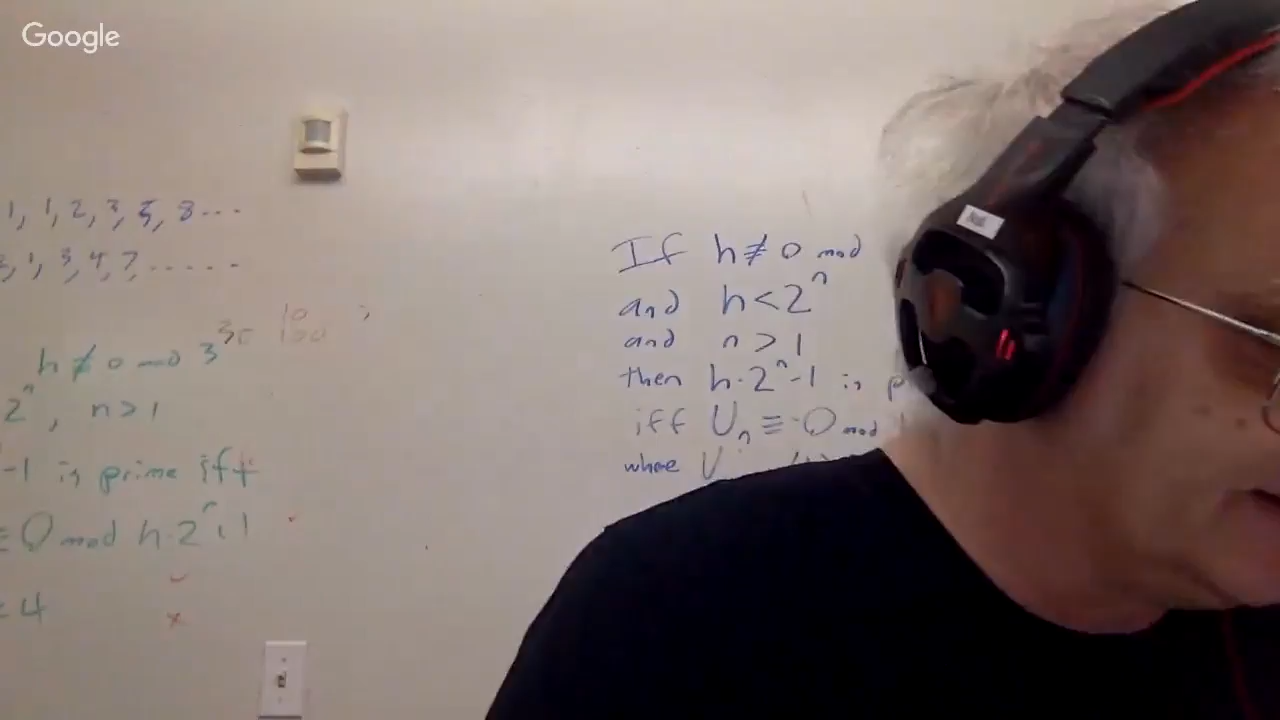 Google
1, 1, 2, 3, 5, 8 ...
1, 3, 4, 7, ......
h ≢ 0 mod 3
2ⁿ, n > 1
-1 is prime iff
≡ 0 mod h·2ⁿ-1
4
If h ≢ 0 mod
and h < 2ⁿ
and n > 1
then h·2ⁿ-1 is p
iff Uₙ ≡ 0 mod
where U